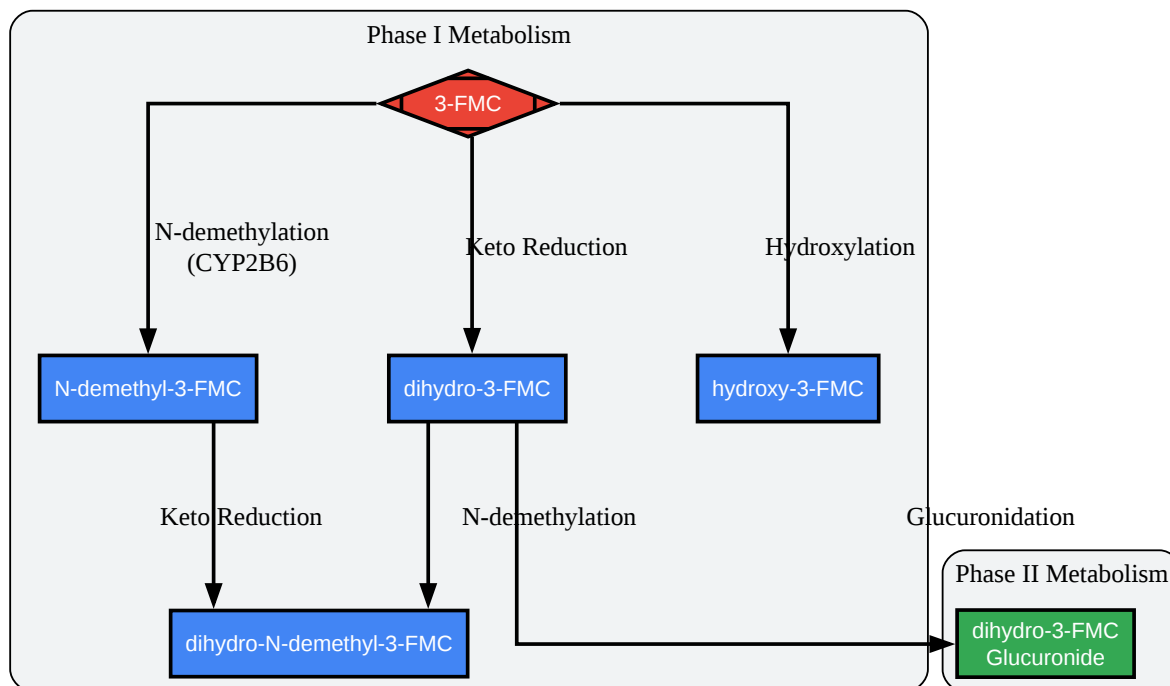 Phase I Metabolism
3-FMC
N-demethylation
(CYP2B6)
Keto Reduction
Hydroxylation
N-demethyl-3-FMC
dihydro-3-FMC
hydroxy-3-FMC
Keto Reduction
N-demethylation
Glucuronidation
Phase II Metabolism
dihydro-N-demethyl-3-FMC
dihydro-3-FMC
Glucuronide